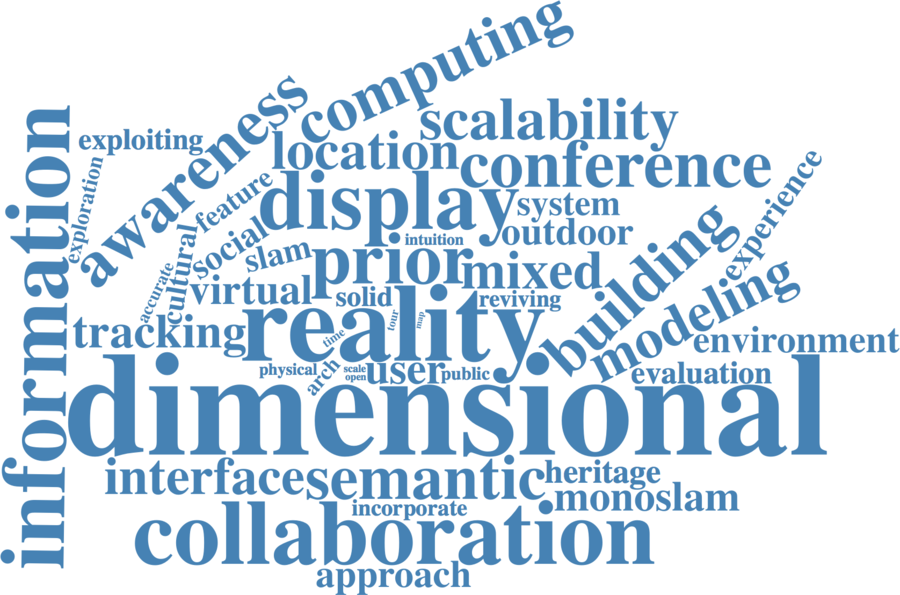 computing
awareness
scalability
exploiting
location
conference
information
exploration
feature
display
system
experience
social
intuition
outdoor
cultural
slam
prior
mixed
building
accurate
virtual
solid
reviving
modeling
tracking
reality
tour
map
time
environment
physical
scale
open
arch
user
public
evaluation
dimensional
interface
semantic
heritage
incorporate
monoslam
collaboration
approach